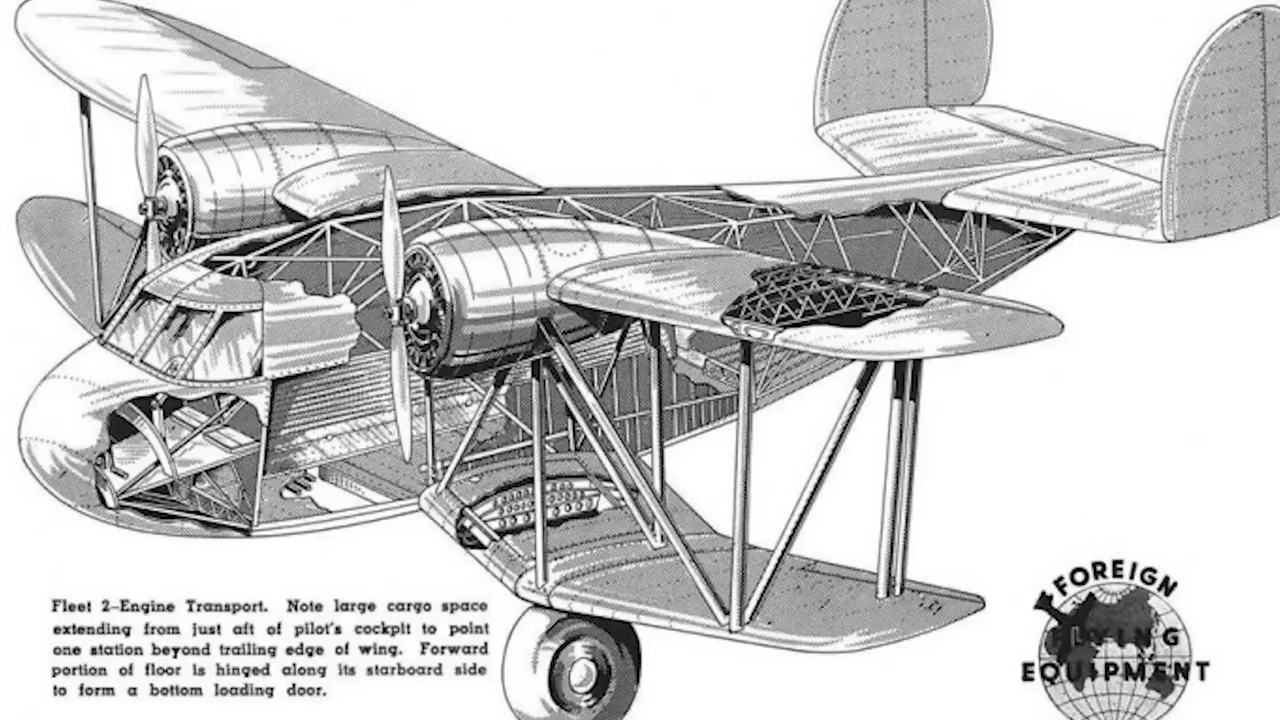 Fleet 2-Engine Transport. Note large cargo space
extending from just aft of pilot's cockpit to point
one station beyond trailing edge of wing. Forward
portion of floor is hinged along its starboard side
to form a bottom loading door.
FOREIGN
FLYING
EQUIPMENT